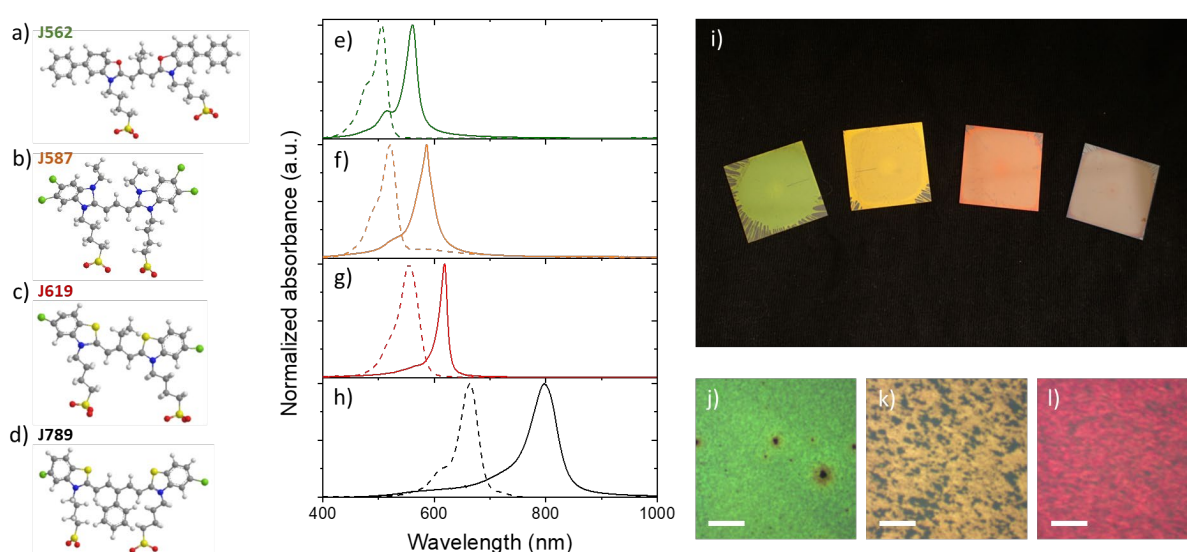 a) J562
b) J587
c) J619
d) J789
Normalized absorbance (a.u.)
e)
f)
g)
h)
400 600 800 1000
Wavelength (nm)
i)
j)
k)
l)